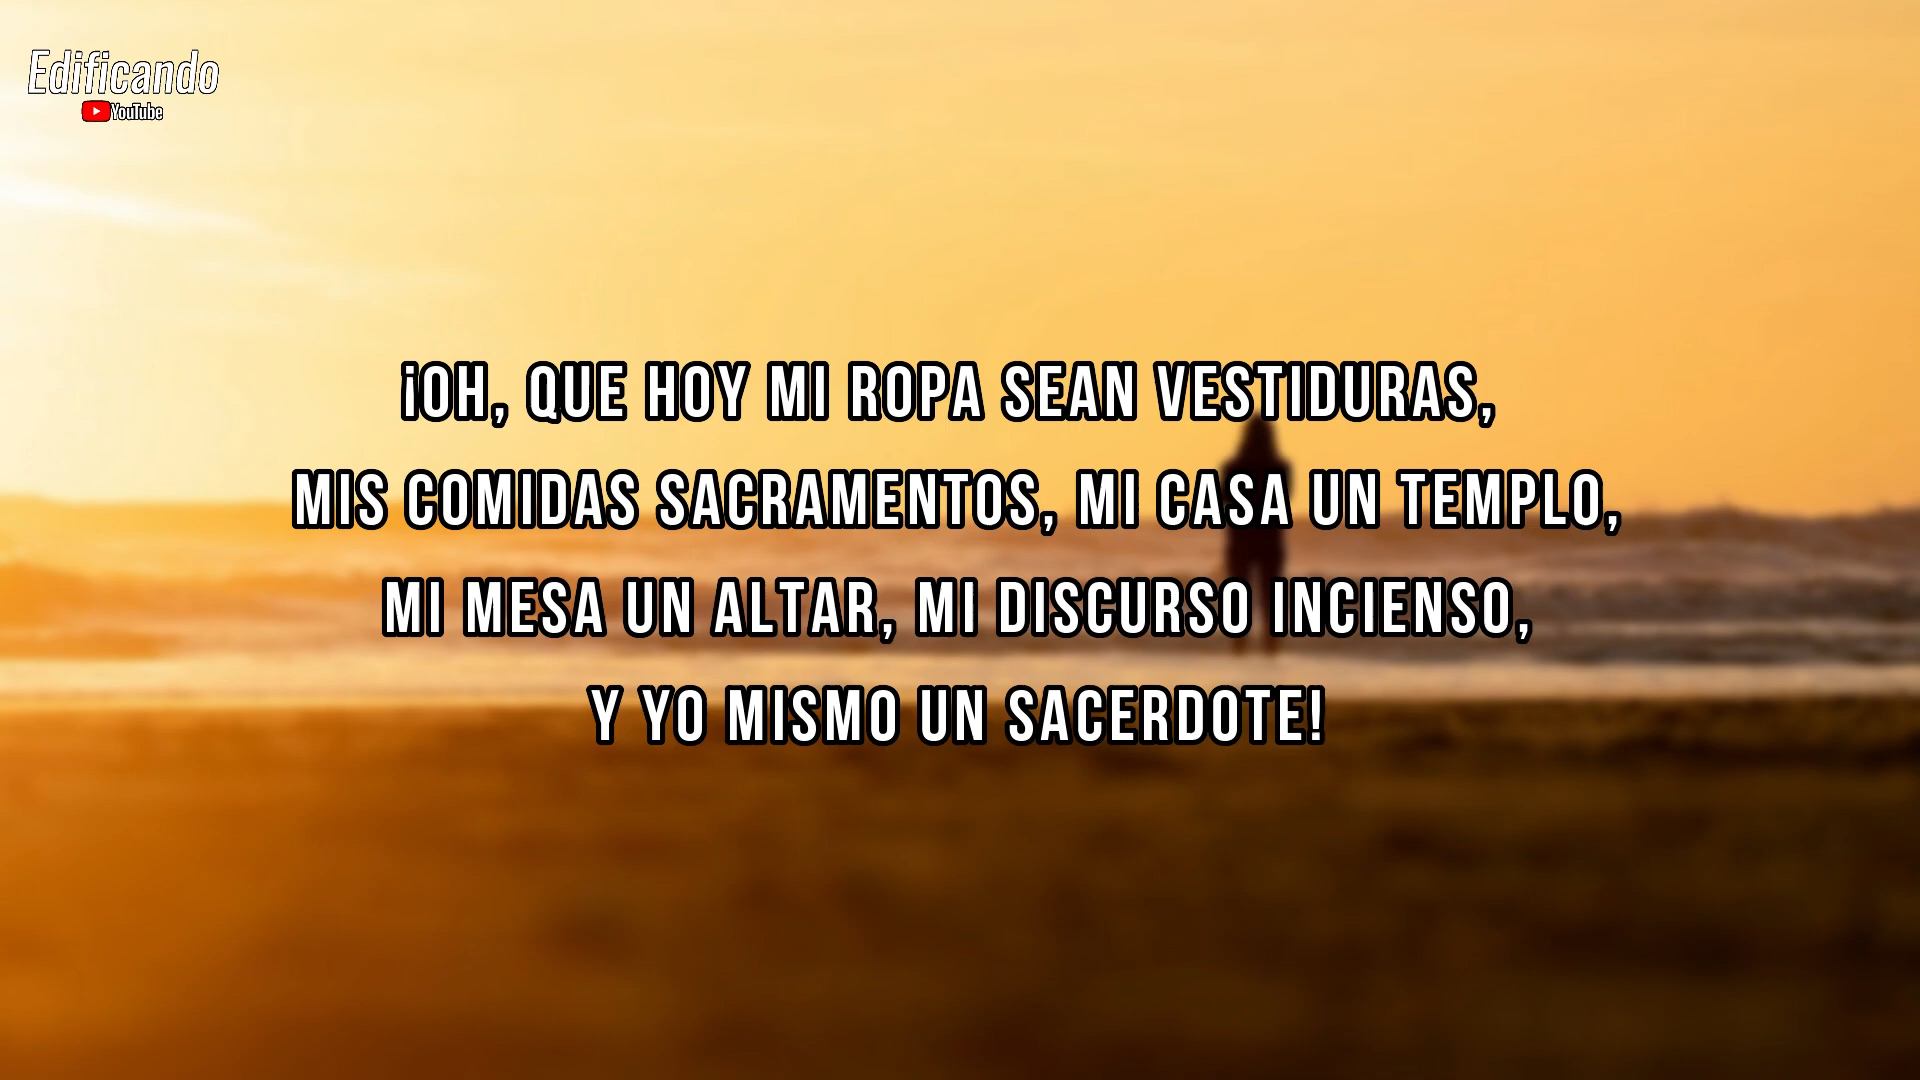 Edificando
YouTube
¡OH, QUE HOY MI ROPA SEAN VESTIDURAS,
MIS COMIDAS SACRAMENTOS, MI CASA UN TEMPLO,
MI MESA UN ALTAR, MI DISCURSO INCIENSO,
Y YO MISMO UN SACERDOTE!